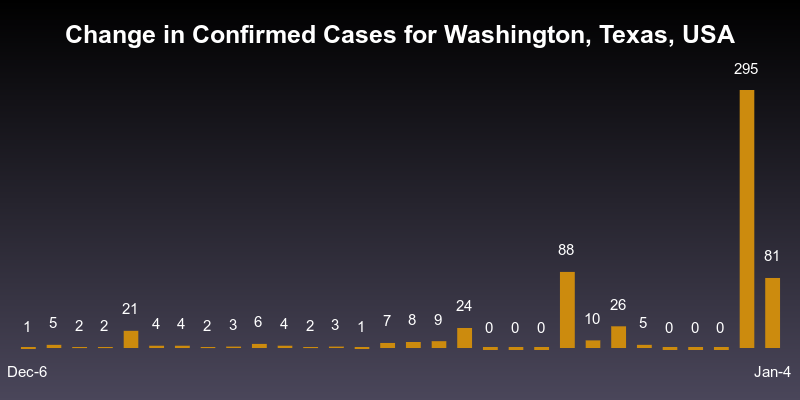 Change in Confirmed Cases for Washington, Texas, USA
295
88
81
1 5 2 2 21 4 4 2 3 6 4 2 3 1 7 8 9 24 0 0 0 10 26 5 0 0 0
Dec-6 Jan-4